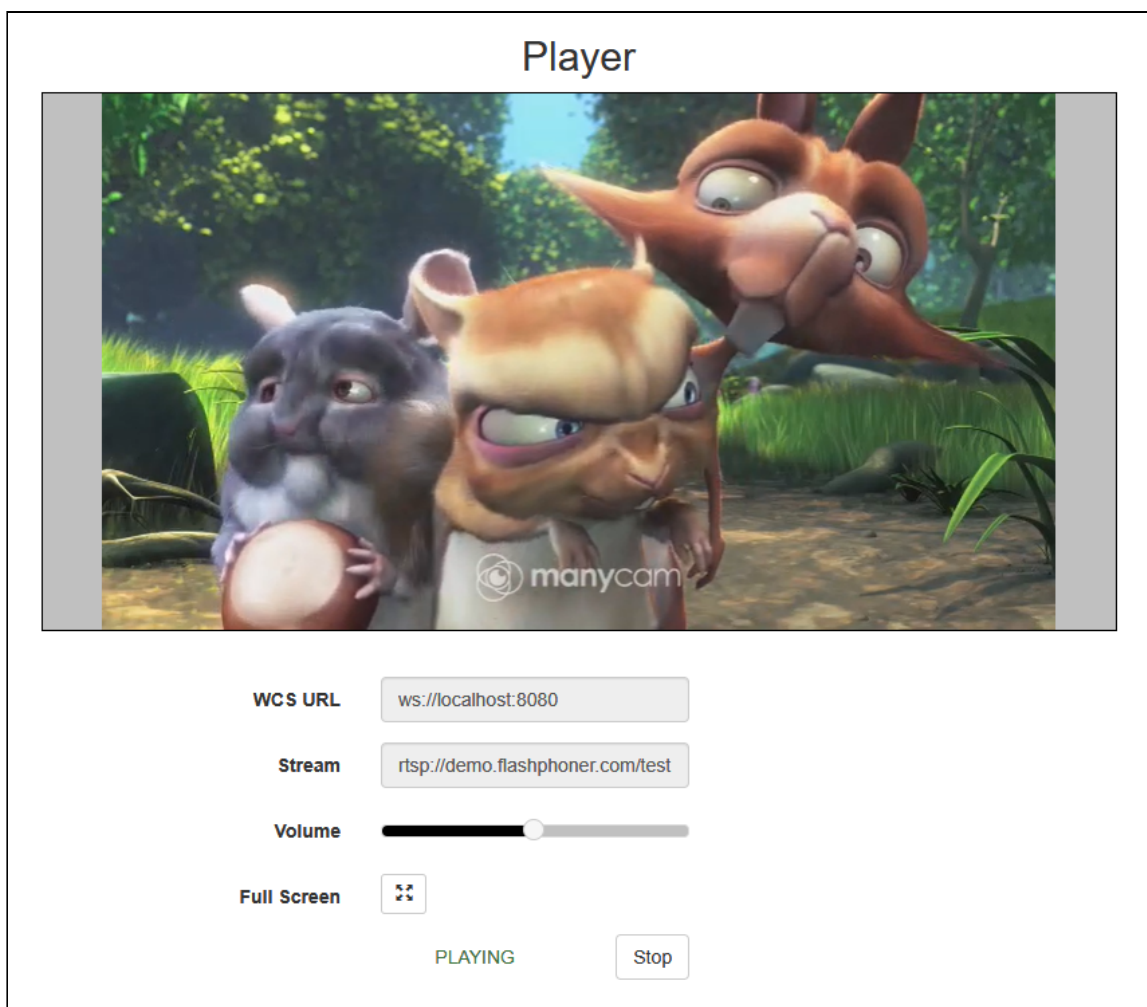 Player
manycam
WCS URL ws://localhost:8080
Stream rtsp://demo.flashphoner.com/test
Volume
Full Screen
PLAYING Stop